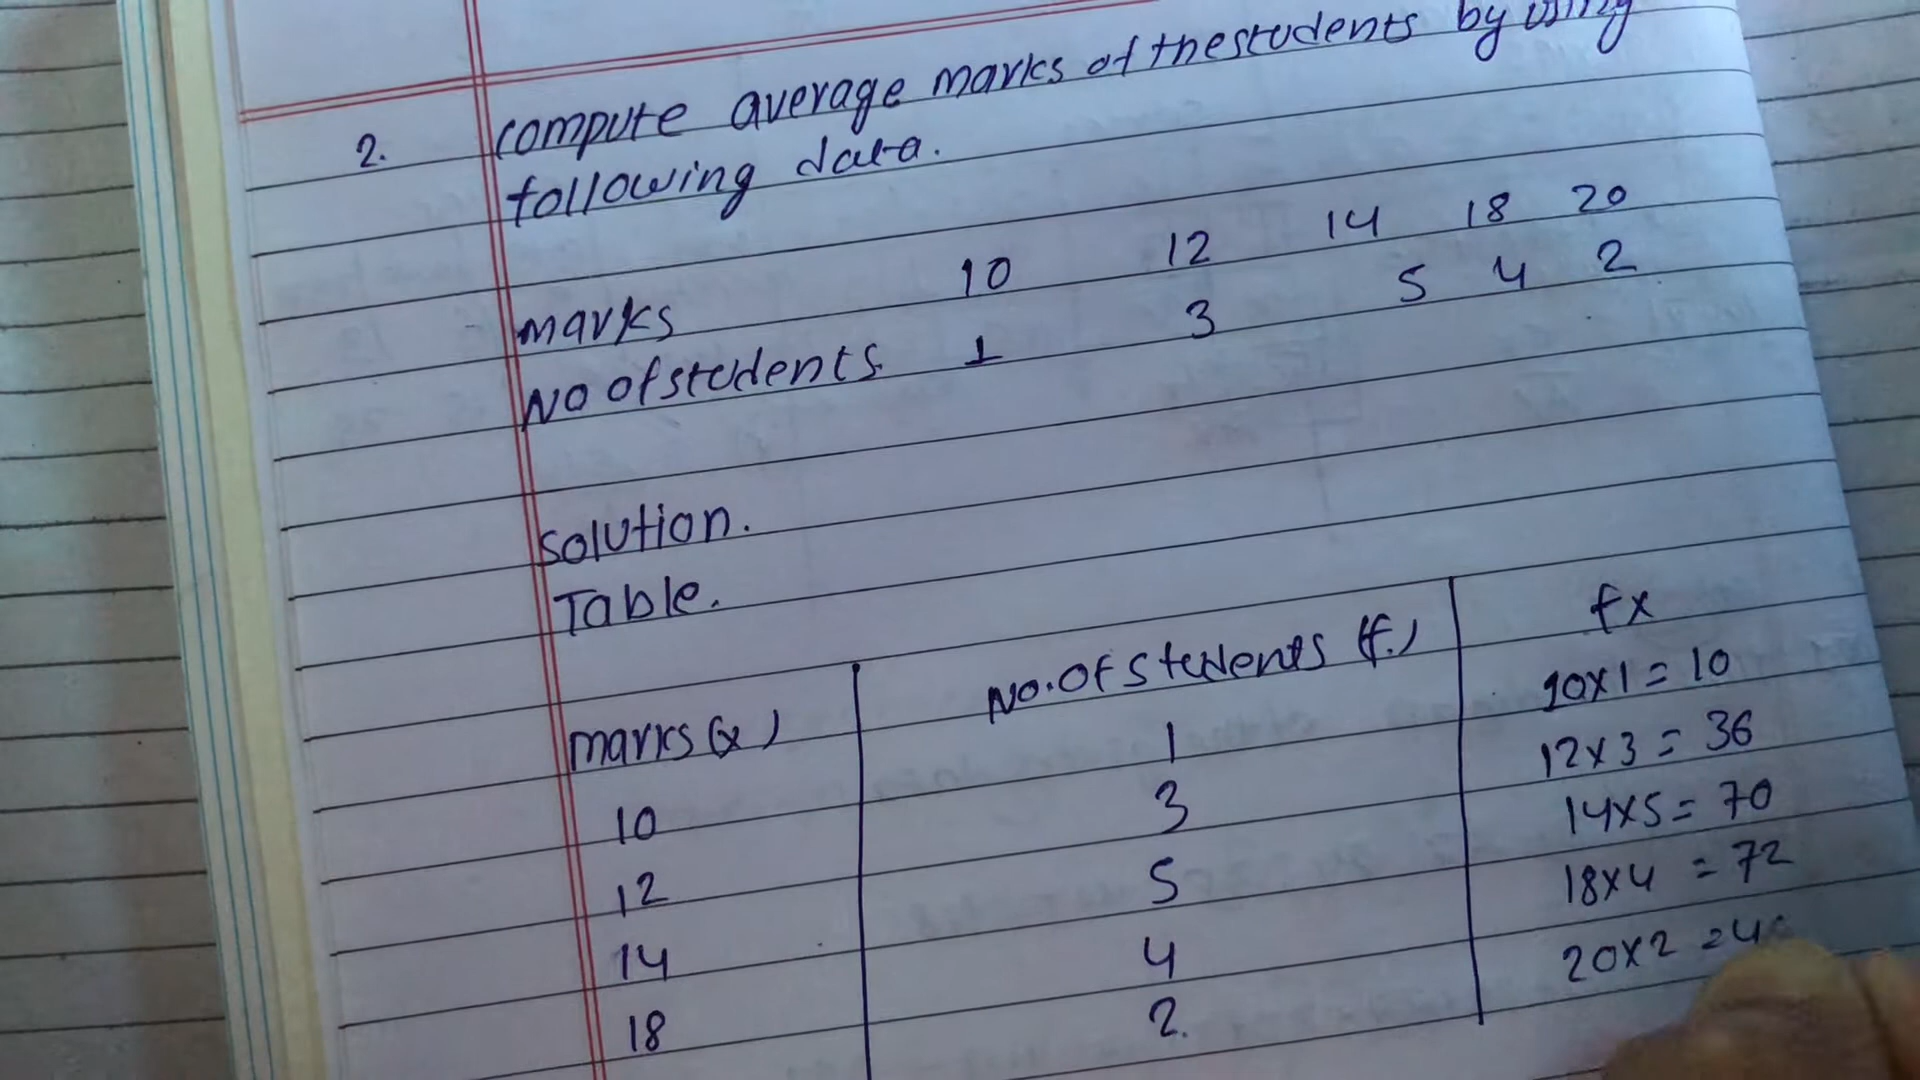 2. Compute average marks of the students by using
following data.
marks 10 12 14 18 20
No of students 1 3 5 4 2
Solution.
Table.
marks (x) No. of students (f.) fx
10 1 10x1 = 10
12 3 12x3 = 36
14 5 14x5 = 70
18 4 18x4 = 72
2. 20x2 = 40